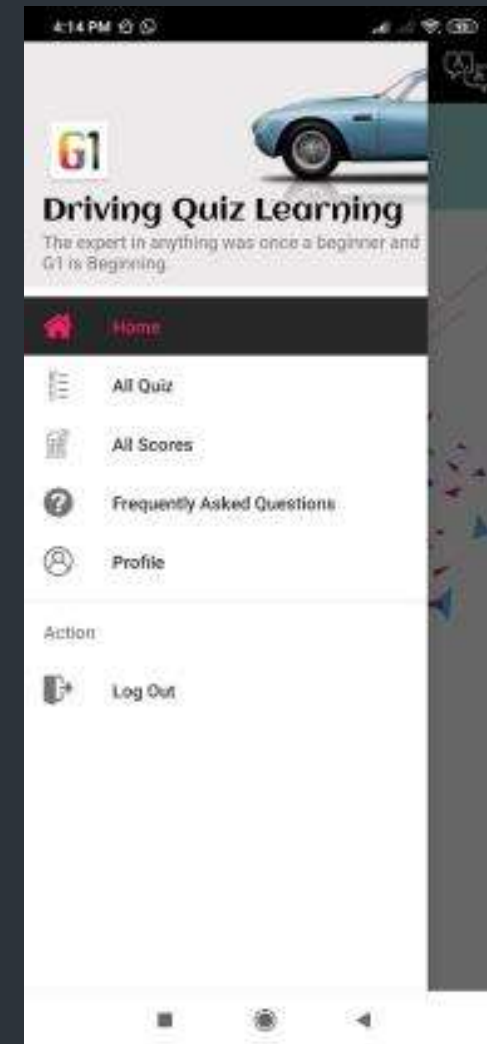 4:14 PM
G1
Driving Quiz Learning
The expert in anything was once a beginner and
G1 is Beginning.
Home
All Quiz
All Scores
Frequently Asked Questions
Profile
Action
Log Out